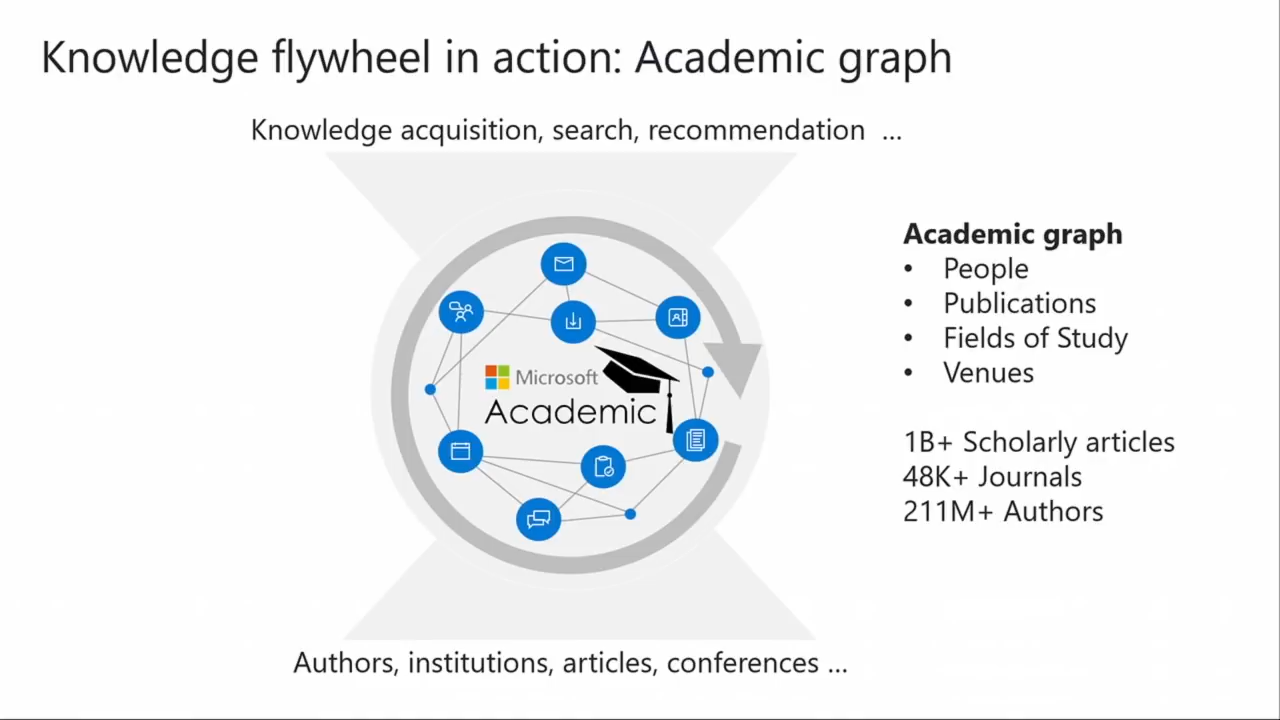 Knowledge flywheel in action: Academic graph
Knowledge acquisition, search, recommendation ...
Microsoft
Academic
Academic graph
• People
• Publications
• Fields of Study
• Venues
1B+ Scholarly articles
48K+ Journals
211M+ Authors
Authors, institutions, articles, conferences ...